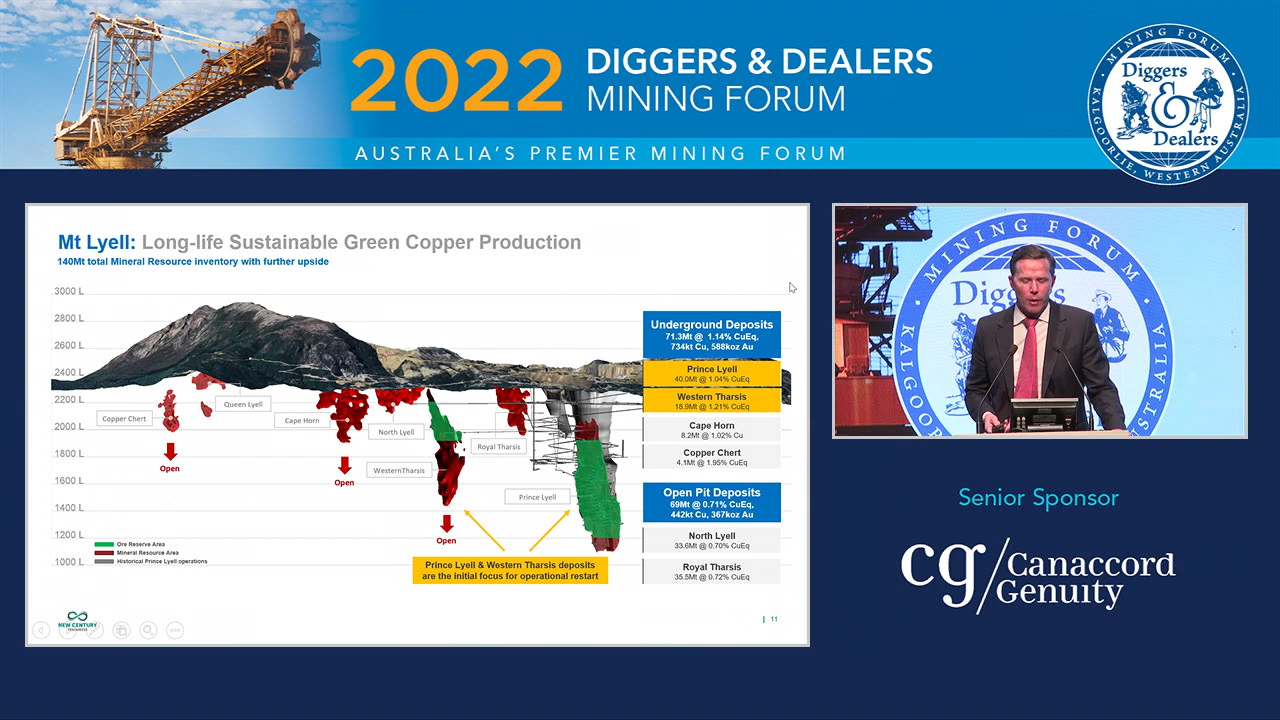 2022 DIGGERS & DEALERS
MINING FORUM
AUSTRALIA'S PREMIER MINING FORUM
· MINING FORUM ·
Diggers
&
Dealers
KALGOORLIE, WESTERN AUSTRALIA
Mt Lyell: Long-life Sustainable Green Copper Production
140Mt total Mineral Resource inventory with further upside
3000 L
2800 L
2600 L
2400 L
2200 L
2000 L
1800 L
1600 L
1400 L
1200 L
1000 L
Copper Chert
Queen Lyell
Cape Horn
North Lyell
Royal Tharsis
WesternTharsis
Prince Lyell
Open
Open
Open
Ore Reserve Area
Mineral Resource Area
Historical Prince Lyell operations
Prince Lyell & Western Tharsis deposits
are the initial focus for operational restart
Underground Deposits
71.3Mt @ 1.14% CuEq,
734kt Cu, 588koz Au
Prince Lyell
40.0Mt @ 1.04% CuEq
Western Tharsis
18.9Mt @ 1.21% CuEq
Cape Horn
8.2Mt @ 1.02% Cu
Copper Chert
4.1Mt @ 1.95% CuEq
Open Pit Deposits
69Mt @ 0.71% CuEq,
442kt Cu, 367koz Au
North Lyell
33.6Mt @ 0.70% CuEq
Royal Tharsis
35.5Mt @ 0.72% CuEq
NEW CENTURY
RESOURCES
| 11
· MINING FORUM ·
Diggers
Senior Sponsor
cg/Canaccord
Genuity